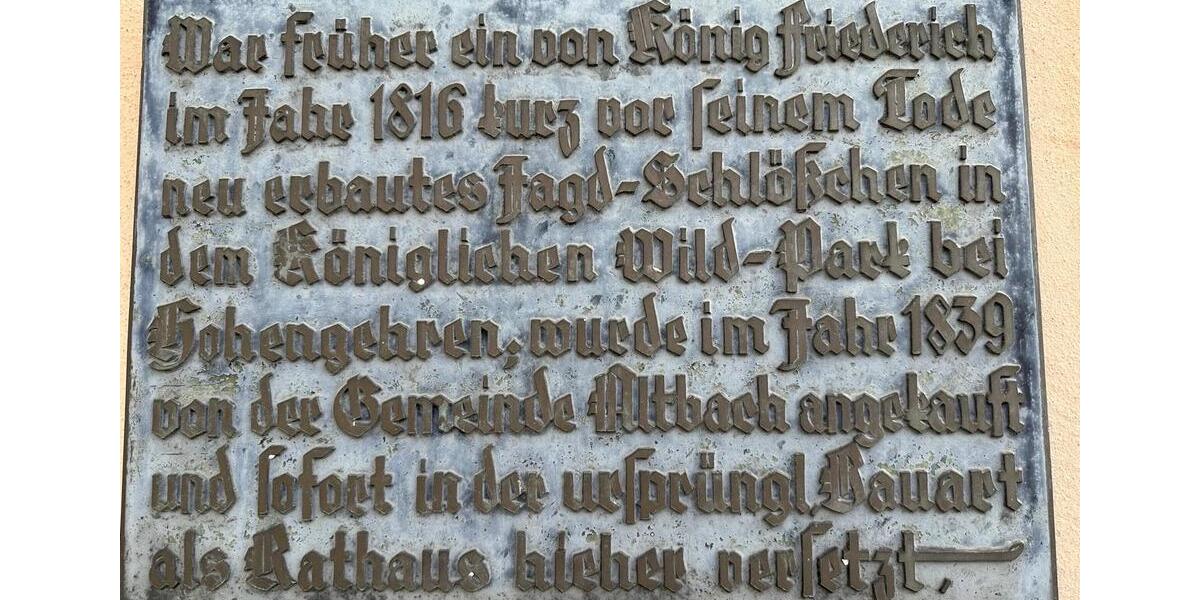 War früher ein von König Friederich
im Jahr 1816 kurz vor seinem Tode
neu erbautes Jagd-Schlößchen in
dem Königlichen Wild-Park bei
Hohengehren, wurde im Jahr 1839
von der Gemeinde Altbach angekauft
und sofort in der ursprüngl. Bauart
als Rathaus hieher versetzt.